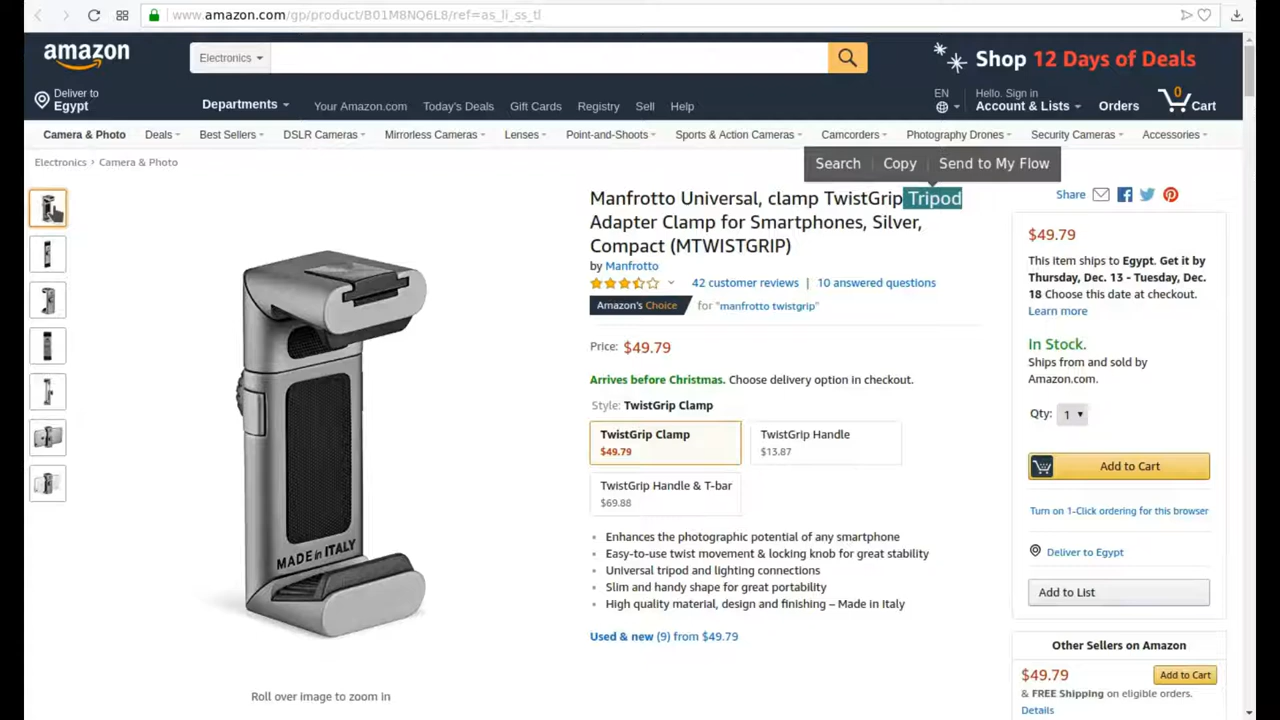 www.amazon.com/gp/product/B01M8NQ6L8/ref=as_li_ss_tl
amazon
Electronics
Shop 12 Days of Deals
Deliver to
Egypt
Departments
Your Amazon.com
Today's Deals
Gift Cards
Registry
Sell
Help
EN
Hello. Sign in
Account & Lists
Orders
0
Cart
Camera & Photo
Deals
Best Sellers
DSLR Cameras
Mirrorless Cameras
Lenses
Point-and-Shoots
Sports & Action Cameras
Camcorders
Photography Drones
Security Cameras
Accessories
Electronics › Camera & Photo
Search
Copy
Send to My Flow
Manfrotto Universal, clamp TwistGrip Tripod
Adapter Clamp for Smartphones, Silver,
Compact (MTWISTGRIP)
by Manfrotto
42 customer reviews | 10 answered questions
Amazon's Choice for "manfrotto twistgrip"
Price: $49.79
Arrives before Christmas. Choose delivery option in checkout.
Style: TwistGrip Clamp
TwistGrip Clamp
$49.79
TwistGrip Handle
$13.87
TwistGrip Handle & T-bar
$69.88
Enhances the photographic potential of any smartphone
Easy-to-use twist movement & locking knob for great stability
Universal tripod and lighting connections
Slim and handy shape for great portability
High quality material, design and finishing – Made in Italy
Used & new (9) from $49.79
MADE in ITALY
Roll over image to zoom in
Share
$49.79
This item ships to Egypt. Get it by
Thursday, Dec. 13 - Tuesday, Dec.
18 Choose this date at checkout.
Learn more
In Stock.
Ships from and sold by
Amazon.com.
Qty: 1
Add to Cart
Turn on 1-Click ordering for this browser
Deliver to Egypt
Add to List
Other Sellers on Amazon
$49.79
Add to Cart
& FREE Shipping on eligible orders.
Details